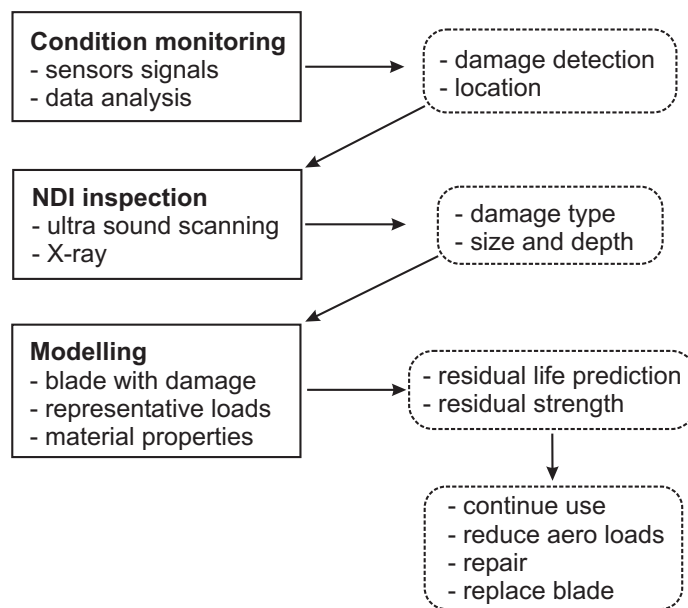 Condition monitoring
- sensors signals
- data analysis
- damage detection
- location
NDI inspection
- ultra sound scanning
- X-ray
- damage type
- size and depth
Modelling
- blade with damage
- representative loads
- material properties
- residual life prediction
- residual strength
- continue use
- reduce aero loads
- repair
- replace blade